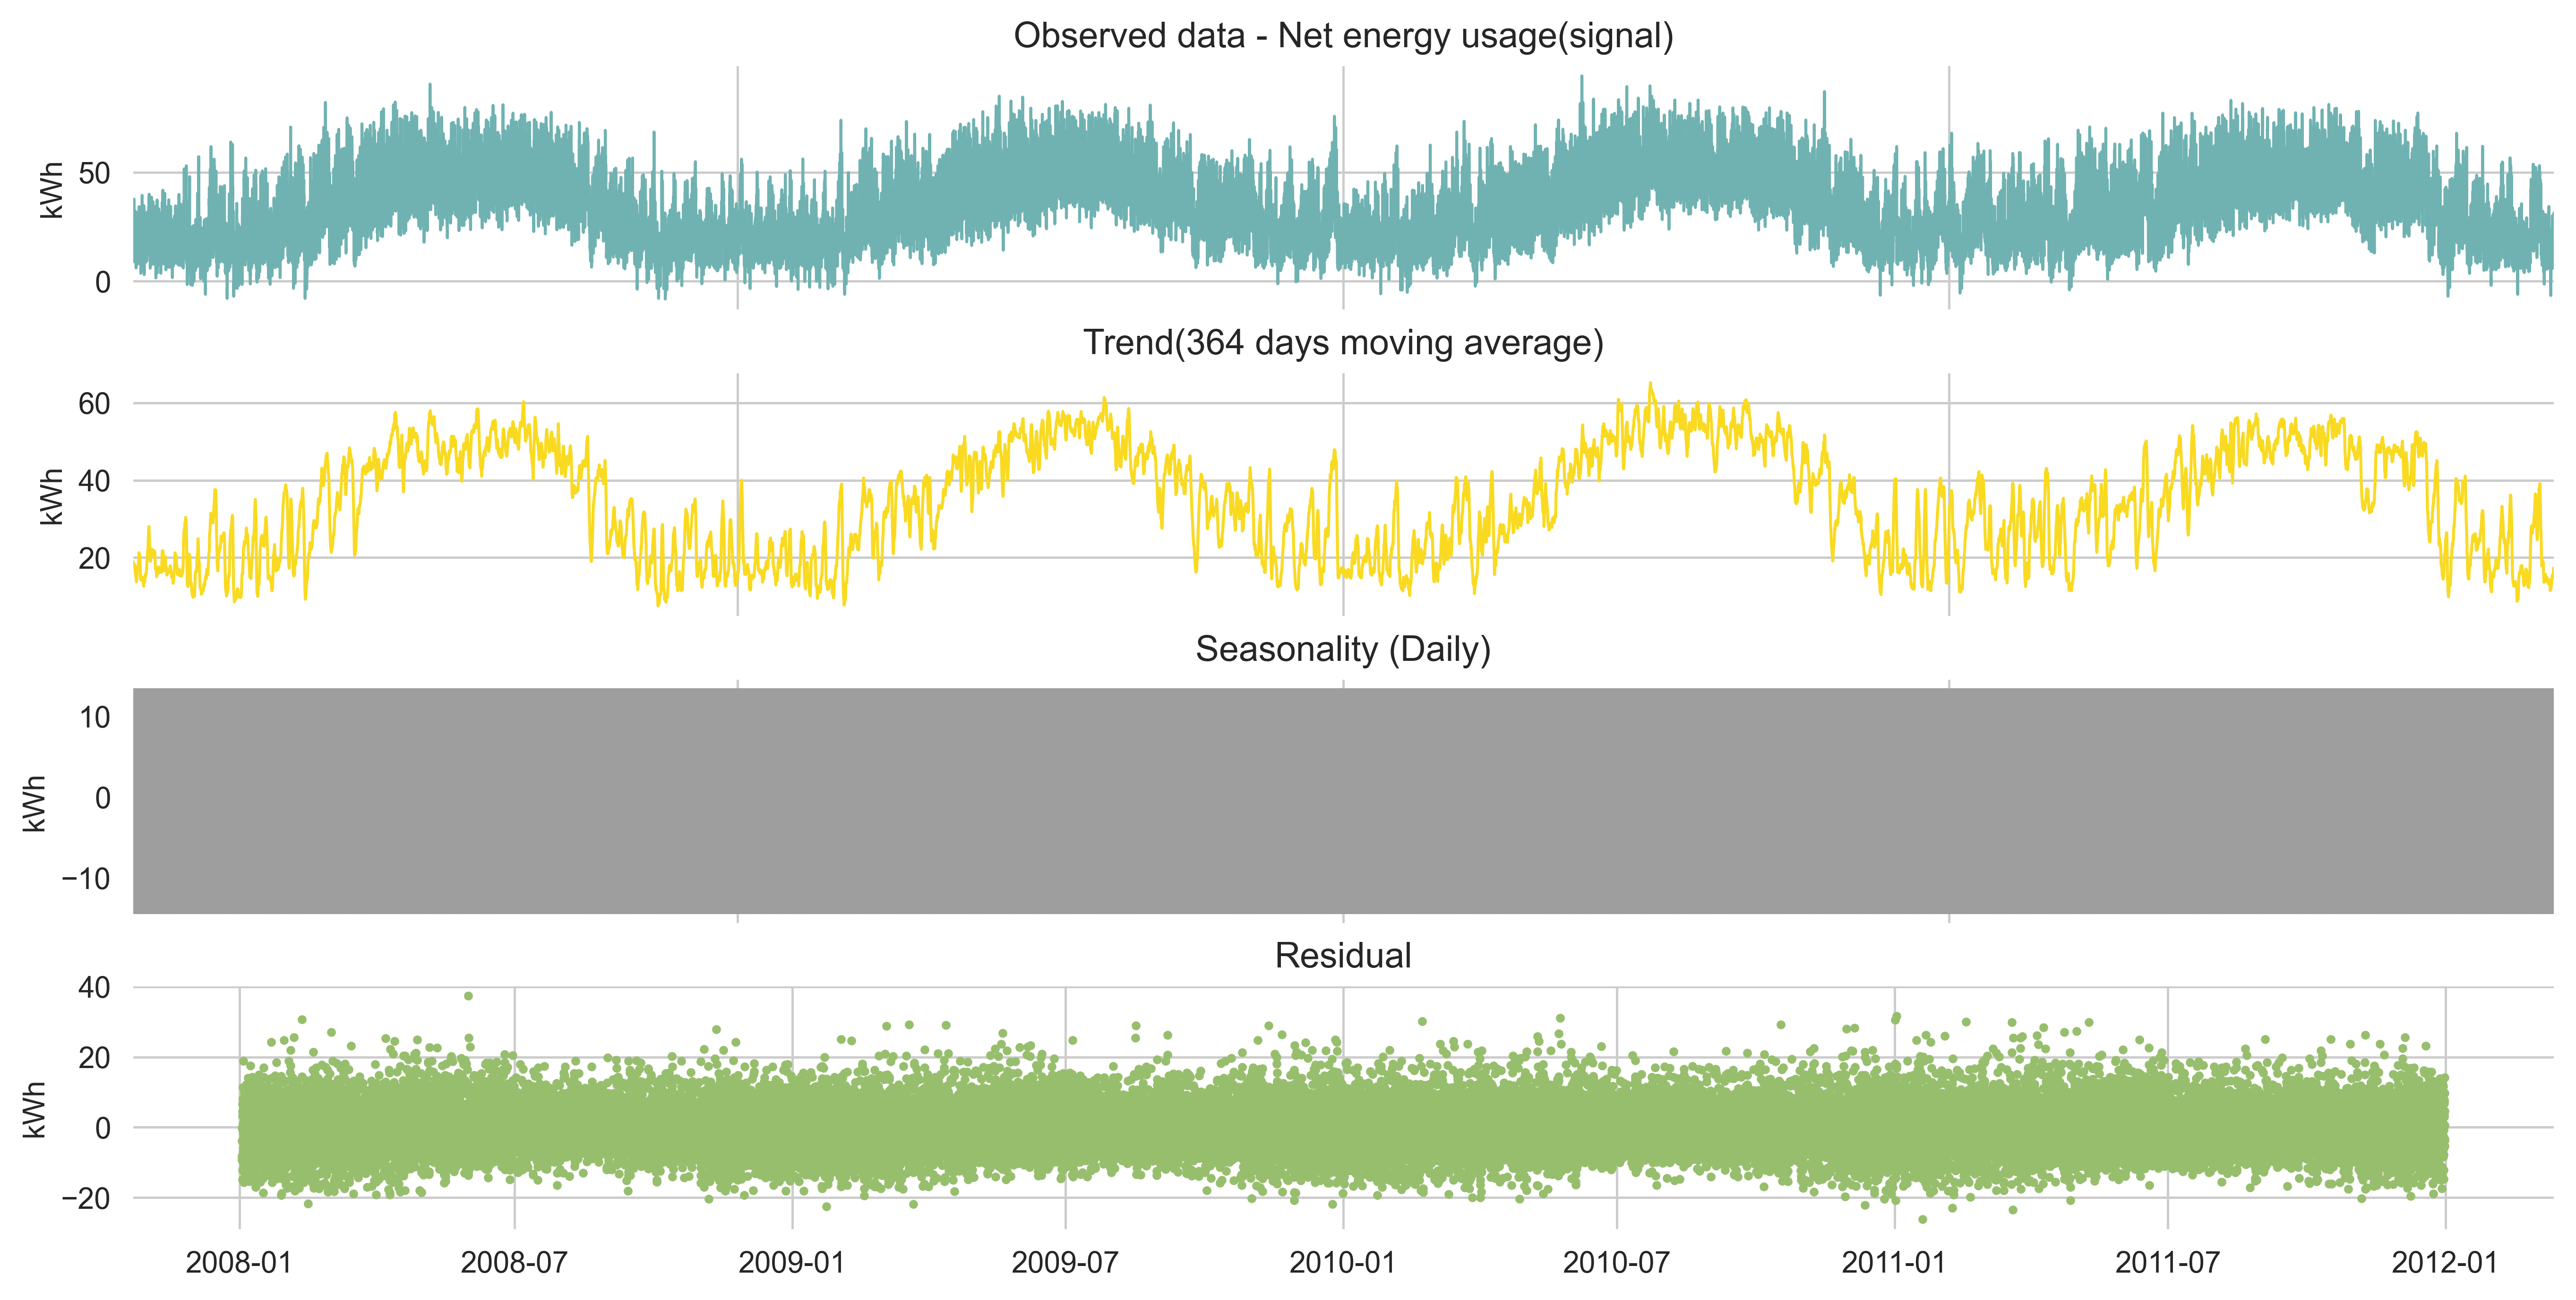 Observed data - Net energy usage(signal)
kWh
50
0
Trend(364 days moving average)
kWh
60
40
20
Seasonality (Daily)
kWh
10
0
−10
Residual
kWh
40
20
0
−20
2008-01 2008-07 2009-01 2009-07 2010-01 2010-07 2011-01 2011-07 2012-01